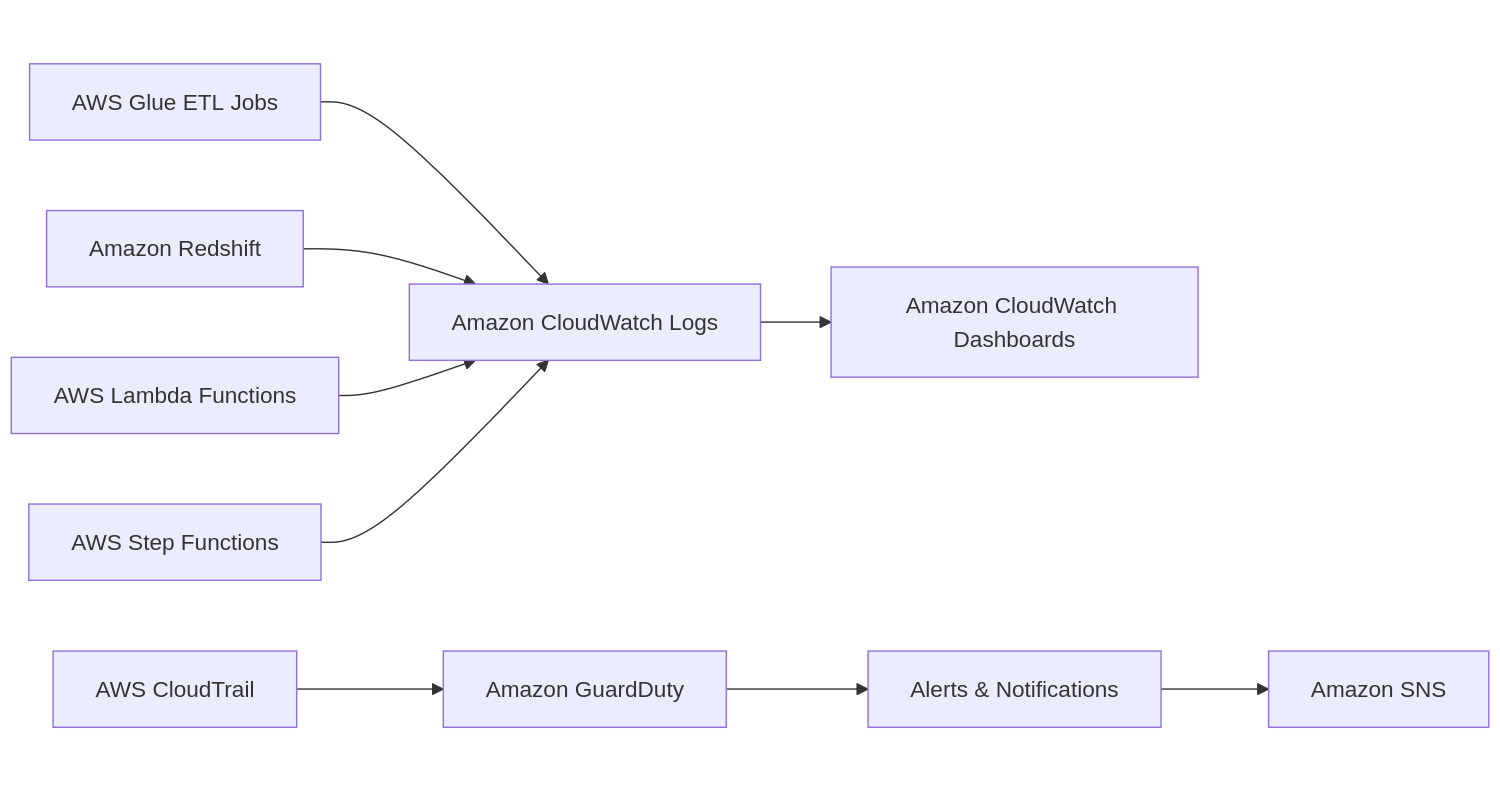 AWS Glue ETL Jobs
Amazon Redshift
AWS Lambda Functions
AWS Step Functions
Amazon CloudWatch Logs
Amazon CloudWatch
Dashboards
AWS CloudTrail
Amazon GuardDuty
Alerts & Notifications
Amazon SNS